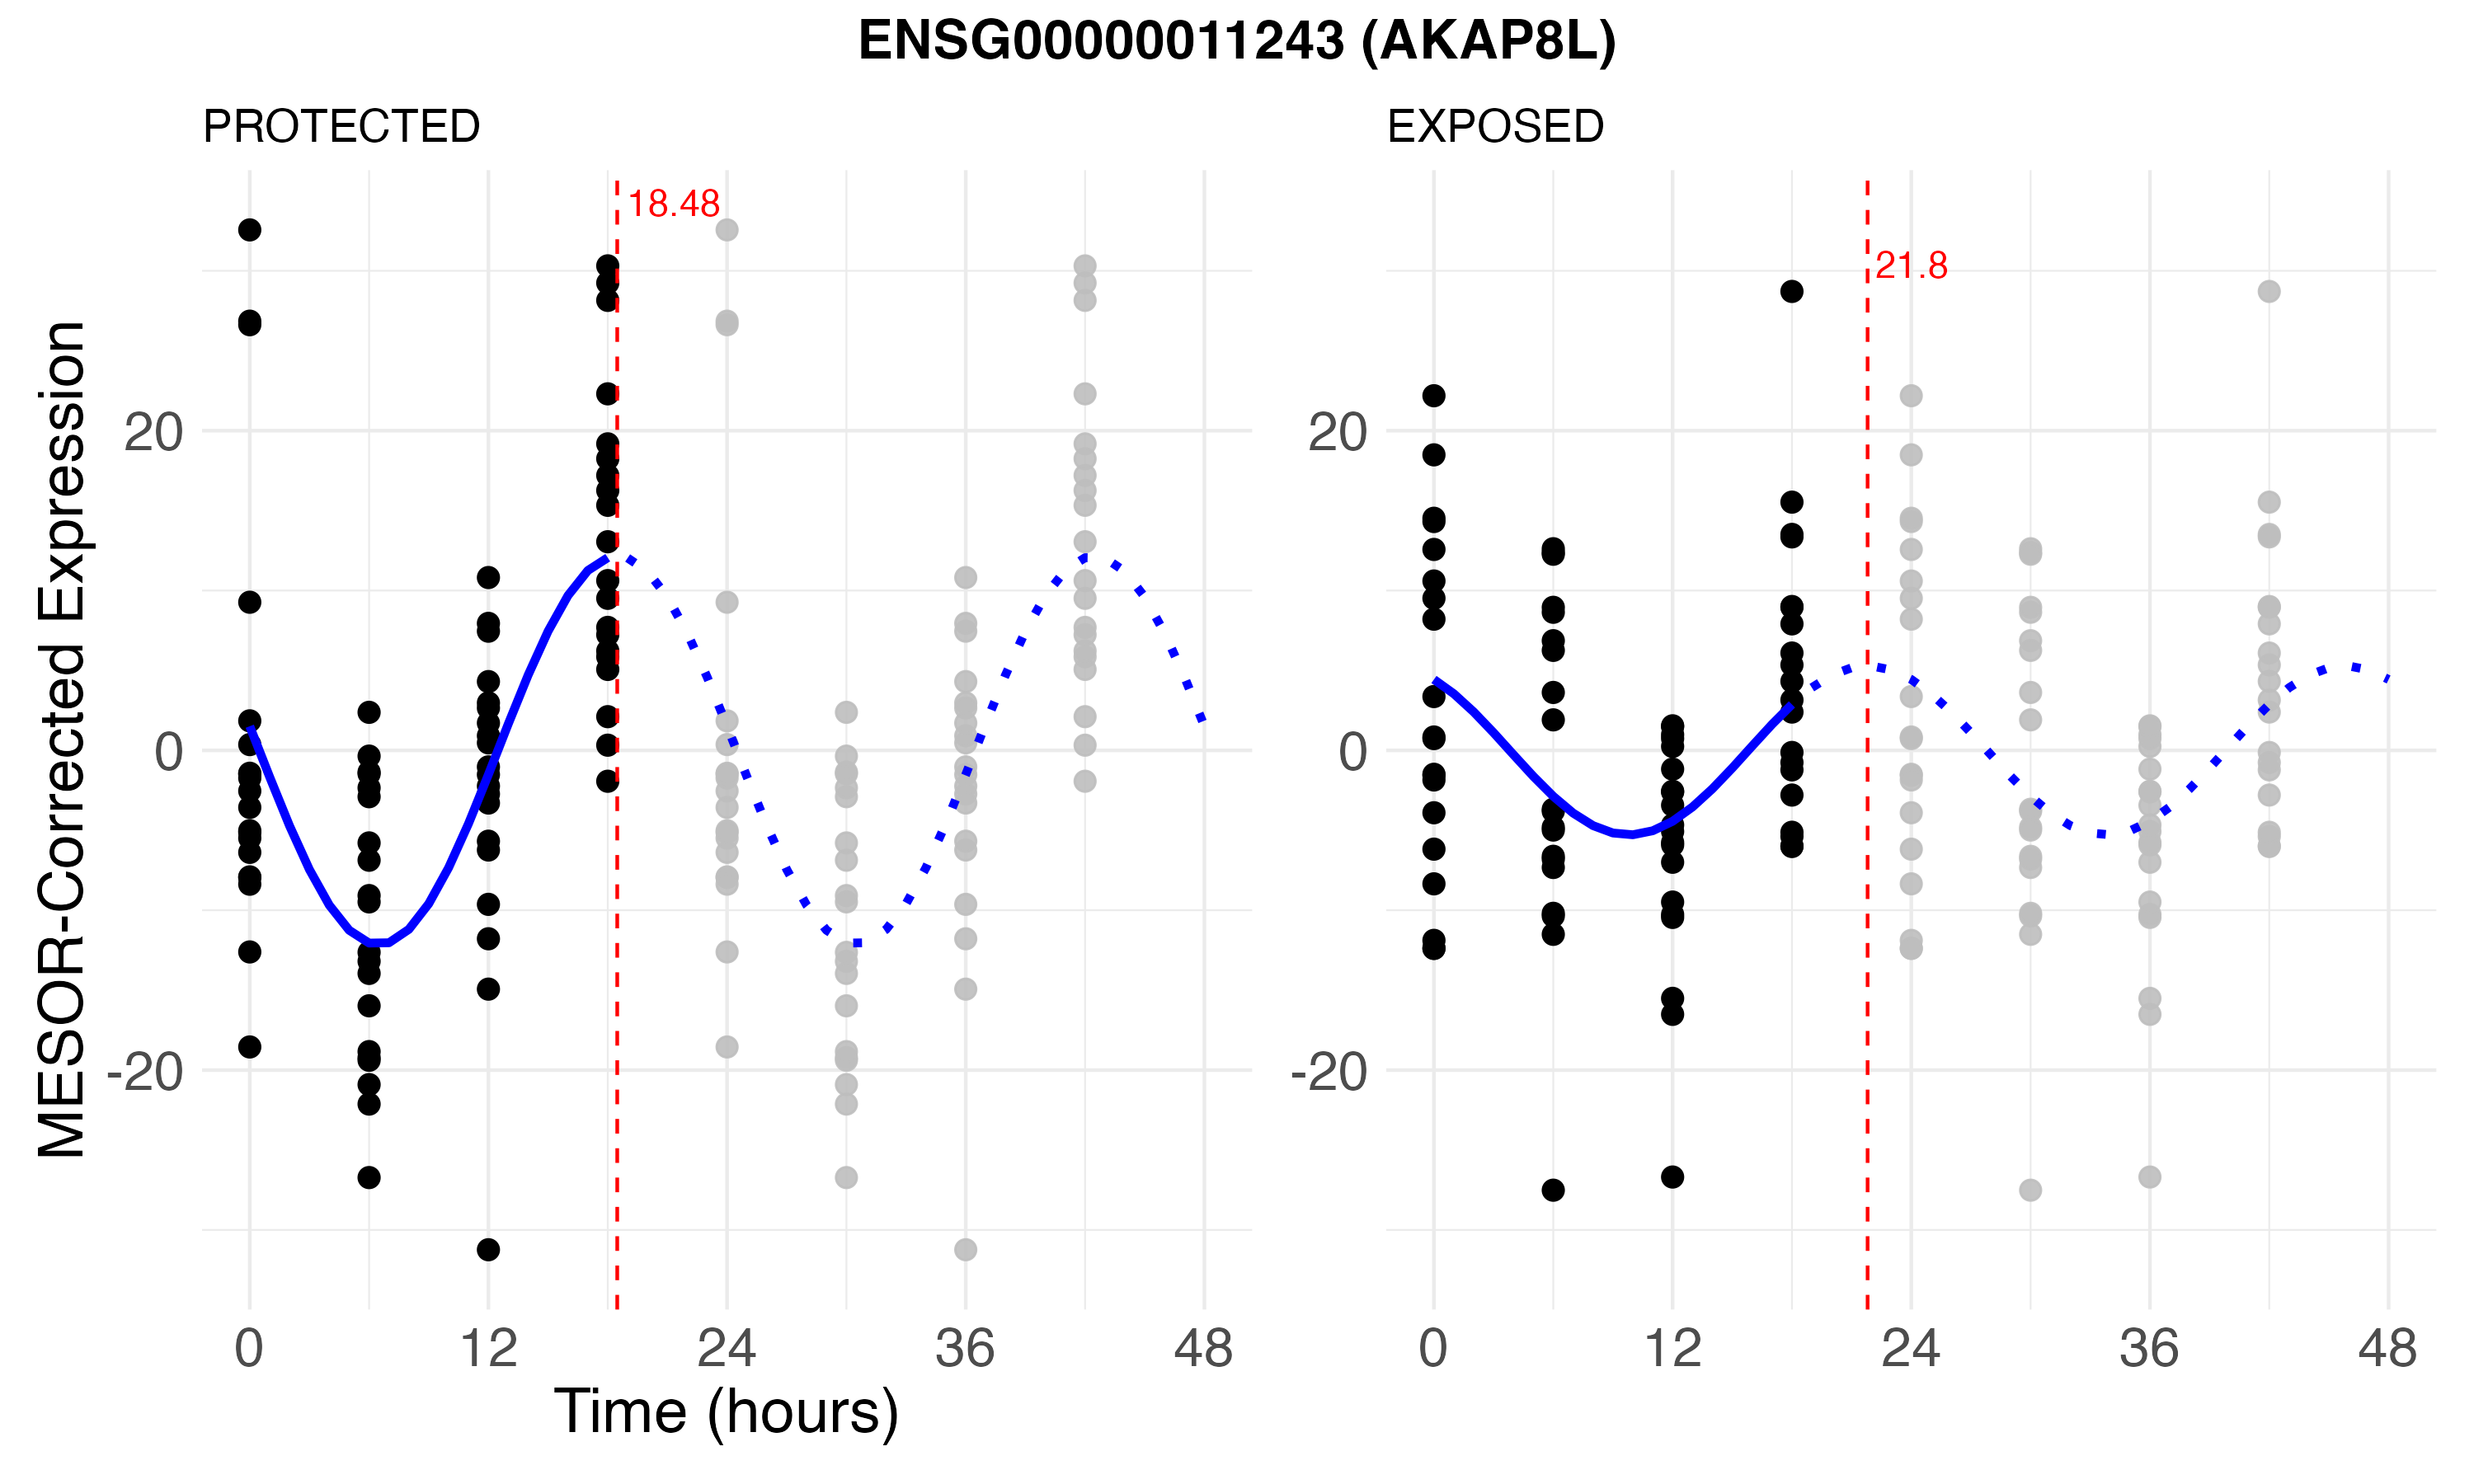 ENSG00000011243 (AKAP8L)
PROTECTED
EXPOSED
MESOR-Corrected Expression
18.48
21.8
20
0
-20
20
0
-20
0 12 24 36 48
0 12 24 36 48
Time (hours)